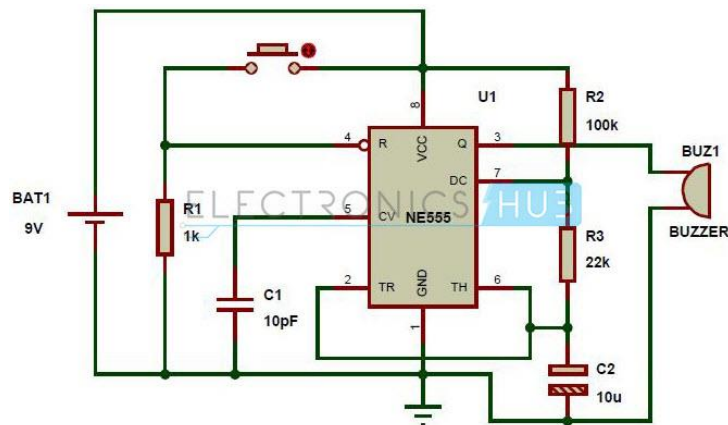 U1
8
R2
100k
4
R
VCC
Q
3
BUZ1
DC
7
BAT1
9V
ELECTRONICS HUB
R1
1k
5
CV
NE555
BUZZER
R3
22k
2
TR
GND
TH
6
C1
10pF
1
C2
10u